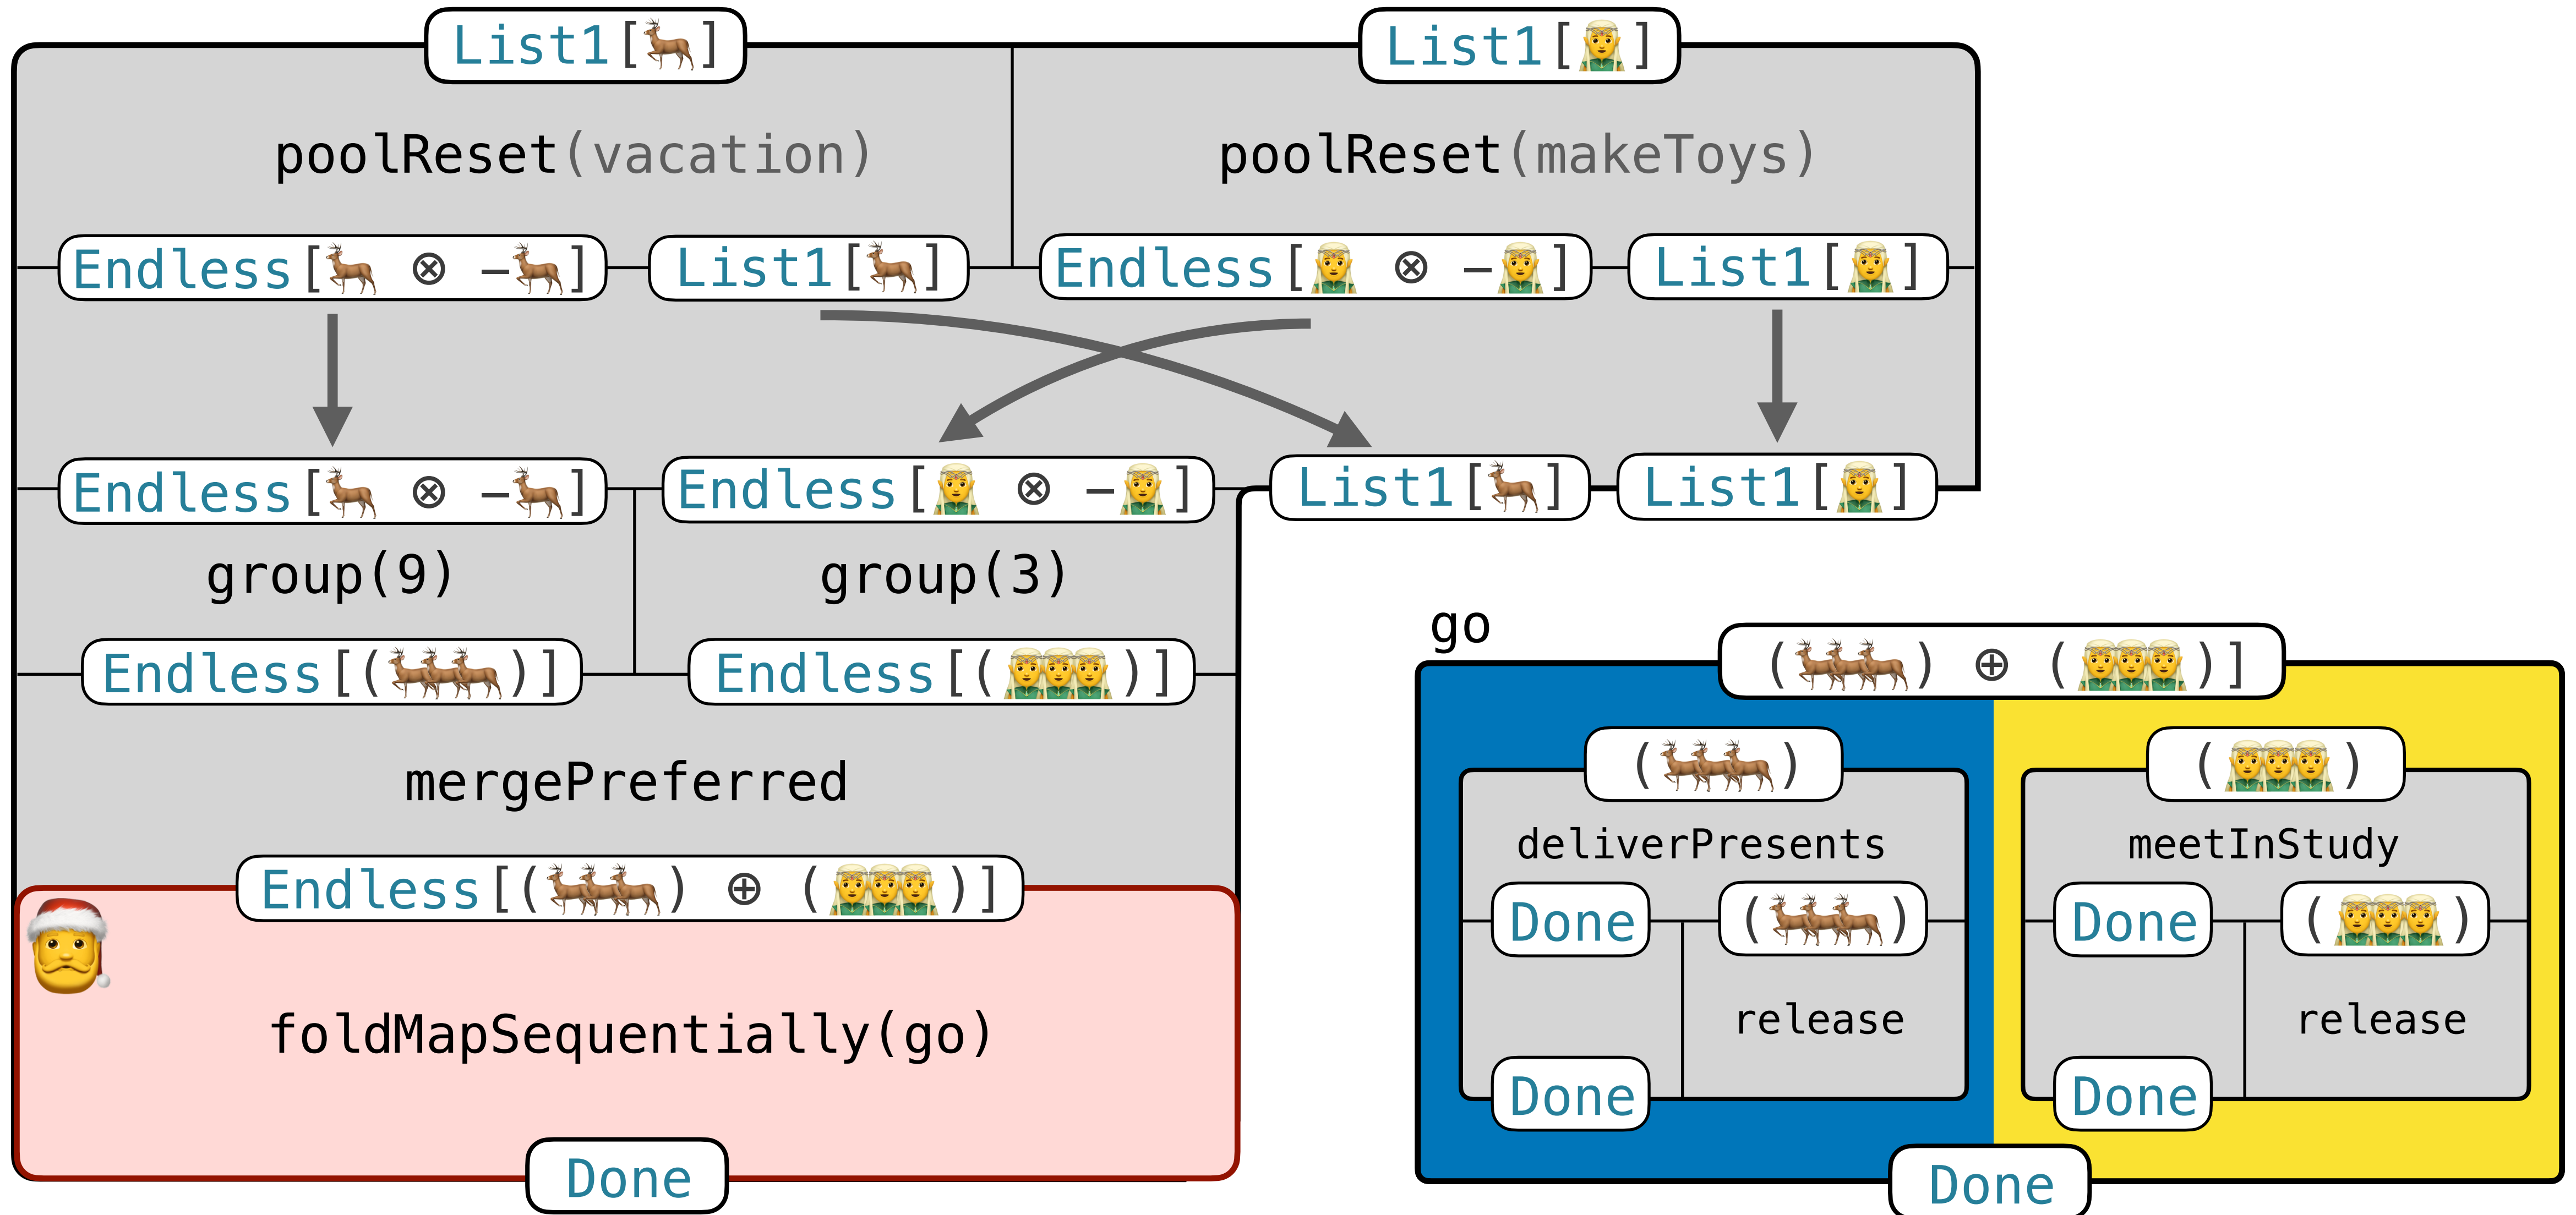 List1[🦌] List1[🧝]
poolReset(vacation) poolReset(makeToys)
Endless[🦌 ⊗ −🦌] List1[🦌] Endless[🧝 ⊗ −🧝] List1[🧝]
Endless[🦌 ⊗ −🦌] Endless[🧝 ⊗ −🧝] List1[🦌] List1[🧝]
group(9) group(3)
Endless[(🦌🦌🦌)] Endless[(🧝🧝🧝)]
mergePreferred
Endless[(🦌🦌🦌) ⊕ (🧝🧝🧝)]
foldMapSequentially(go)
Done
go
(🦌🦌🦌) ⊕ (🧝🧝🧝)]
(🦌🦌🦌) (🧝🧝🧝)
deliverPresents meetInStudy
Done (🦌🦌🦌) Done (🧝🧝🧝)
release release
Done Done
Done